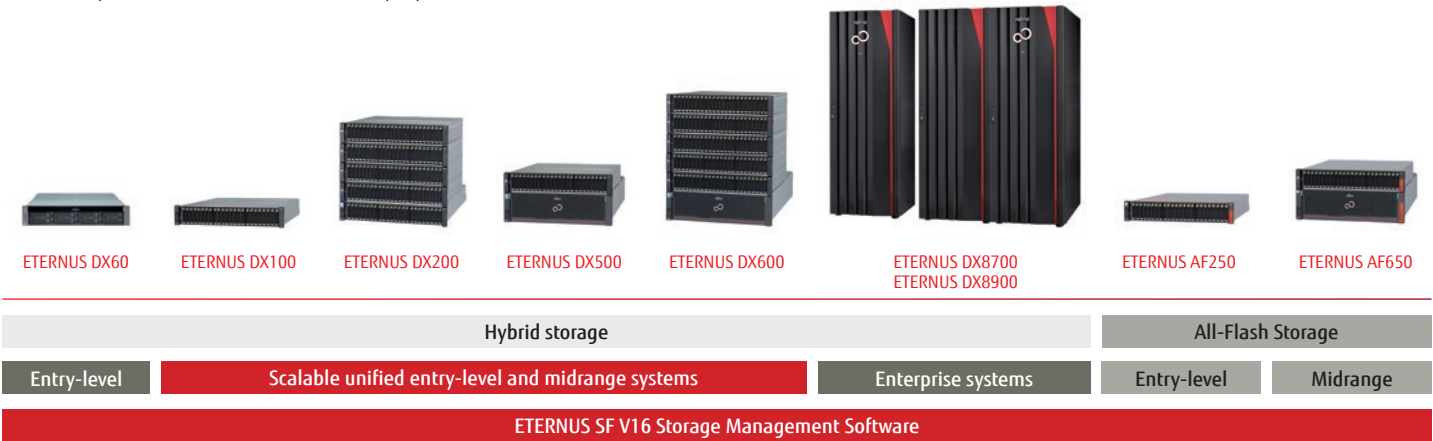 ETERNUS DX60
ETERNUS DX100
ETERNUS DX200
ETERNUS DX500
ETERNUS DX600
ETERNUS DX8700
ETERNUS DX8900
ETERNUS AF250
ETERNUS AF650
Hybrid storage
All-Flash Storage
Entry-level
Scalable unified entry-level and midrange systems
Enterprise systems
Entry-level
Midrange
ETERNUS SF V16 Storage Management Software